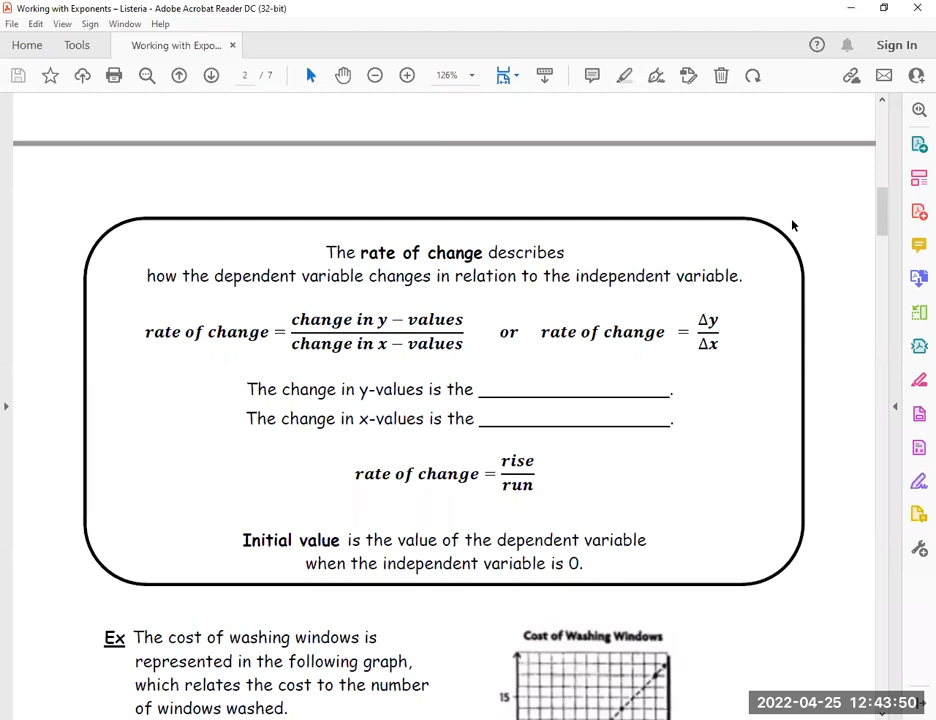 Working with Exponents – Listeria - Adobe Acrobat Reader DC (32-bit)
File Edit View Sign Window Help
Home Tools Working with Expo... × Sign In
2 / 7 126%
The rate of change describes
how the dependent variable changes in relation to the independent variable.
rate of change = change in y − values / change in x − values or rate of change = Δy / Δx
The change in y-values is the ____________________.
The change in x-values is the ____________________.
rate of change = rise / run
Initial value is the value of the dependent variable
when the independent variable is 0.
Ex The cost of washing windows is
represented in the following graph,
which relates the cost to the number
of windows washed.
Cost of Washing Windows
15
2022-04-25 12:43:50